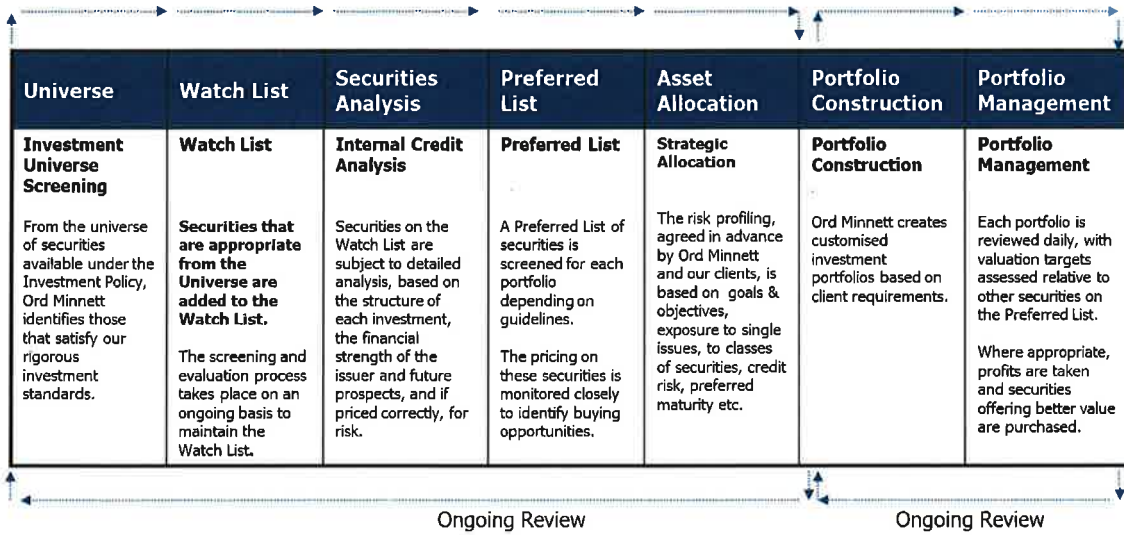 Universe
Watch List
Securities
Analysis
Preferred
List
Asset
Allocation
Portfolio
Construction
Portfolio
Management
Investment
Universe
Screening
From the universe
of securities
available under the
Investment Policy,
Ord Minnett
identifies those
that satisfy our
rigorous
investment
standards.
Watch List
Securities that
are appropriate
from the
Universe are
added to the
Watch List.
The screening and
evaluation process
takes place on an
ongoing basis to
maintain the
Watch List.
Internal Credit
Analysis
Securities on the
Watch List are
subject to detailed
analysis, based on
the structure of
each investment,
the financial
strength of the
issuer and future
prospects, and if
priced correctly, for
risk.
Preferred List
A Preferred List of
securities is
screened for each
portfolio
depending on
guidelines.
The pricing on
these securities is
monitored closely
to identify buying
opportunities.
Strategic
Allocation
The risk profiling,
agreed in advance
by Ord Minnett
and our clients, is
based on goals &
objectives,
exposure to single
issues, to classes
of securities, credit
risk, preferred
maturity etc.
Portfolio
Construction
Ord Minnett creates
customised
investment
portfolios based on
client requirements.
Portfolio
Management
Each portfolio is
reviewed daily, with
valuation targets
assessed relative to
other securities on
the Preferred List.
Where appropriate,
profits are taken
and securities
offering better value
are purchased.
Ongoing Review
Ongoing Review